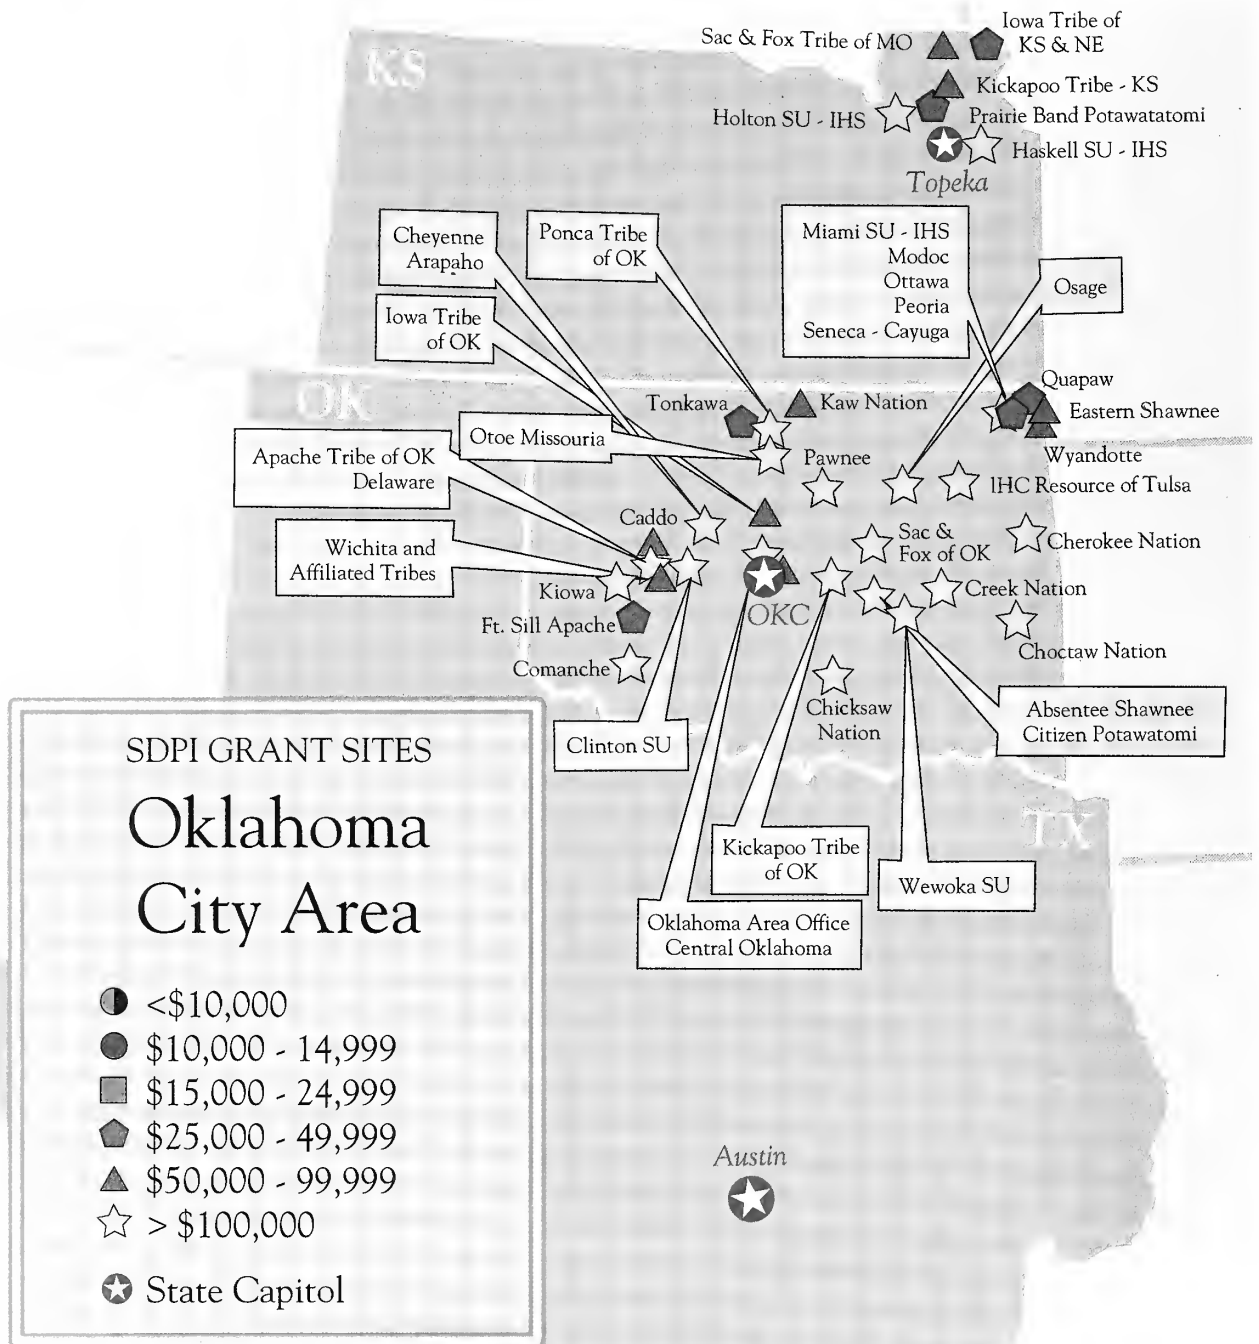 KS
Sac & Fox Tribe of MO
Iowa Tribe of
KS & NE
Kickapoo Tribe - KS
Holton SU - IHS
Prairie Band Potawatatomi
Haskell SU - IHS
Topeka
Cheyenne
Arapaho
Ponca Tribe
of OK
Miami SU - IHS
Modoc
Ottawa
Peoria
Seneca - Cayuga
Osage
Iowa Tribe
of OK
OK
Quapaw
Tonkawa
Kaw Nation
Eastern Shawnee
Otoe Missouria
Wyandotte
Apache Tribe of OK
Delaware
Pawnee
IHC Resource of Tulsa
Caddo
Sac &
Fox of OK
Cherokee Nation
Wichita and
Affiliated Tribes
Kiowa
Creek Nation
OKC
Ft. Sill Apache
Choctaw Nation
Comanche
Chicksaw
Nation
Absentee Shawnee
Citizen Potawatomi
Clinton SU
TX
Kickapoo Tribe
of OK
Wewoka SU
Oklahoma Area Office
Central Oklahoma
Austin
SDPI GRANT SITES
Oklahoma
City Area
<$10,000
$10,000 - 14,999
$15,000 - 24,999
$25,000 - 49,999
$50,000 - 99,999
> $100,000
State Capitol